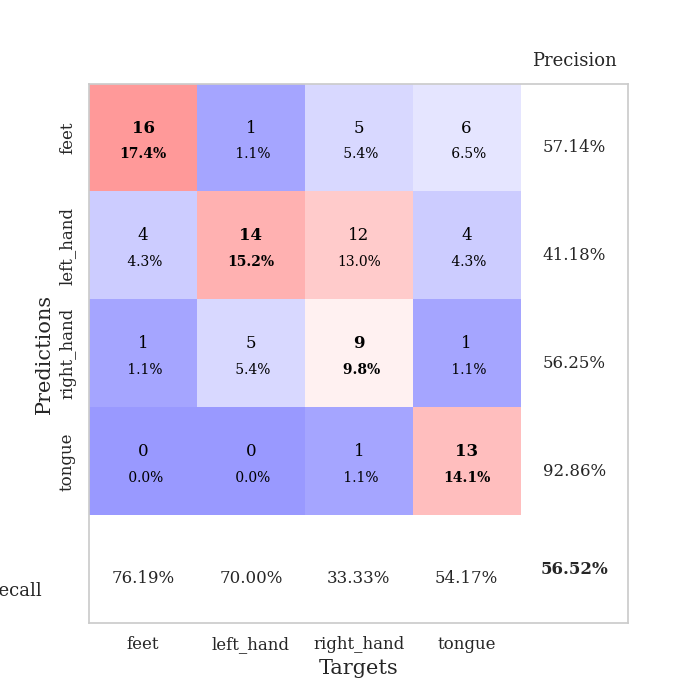 Precision
feet
16 1 5 6
17.4% 1.1% 5.4% 6.5%
57.14%
left_hand
4 14 12 4
4.3% 15.2% 13.0% 4.3%
41.18%
Predictions
right_hand
1 5 9 1
1.1% 5.4% 9.8% 1.1%
56.25%
tongue
0 0 1 13
0.0% 0.0% 1.1% 14.1%
92.86%
ecall
76.19% 70.00% 33.33% 54.17% 56.52%
feet left_hand right_hand tongue
Targets